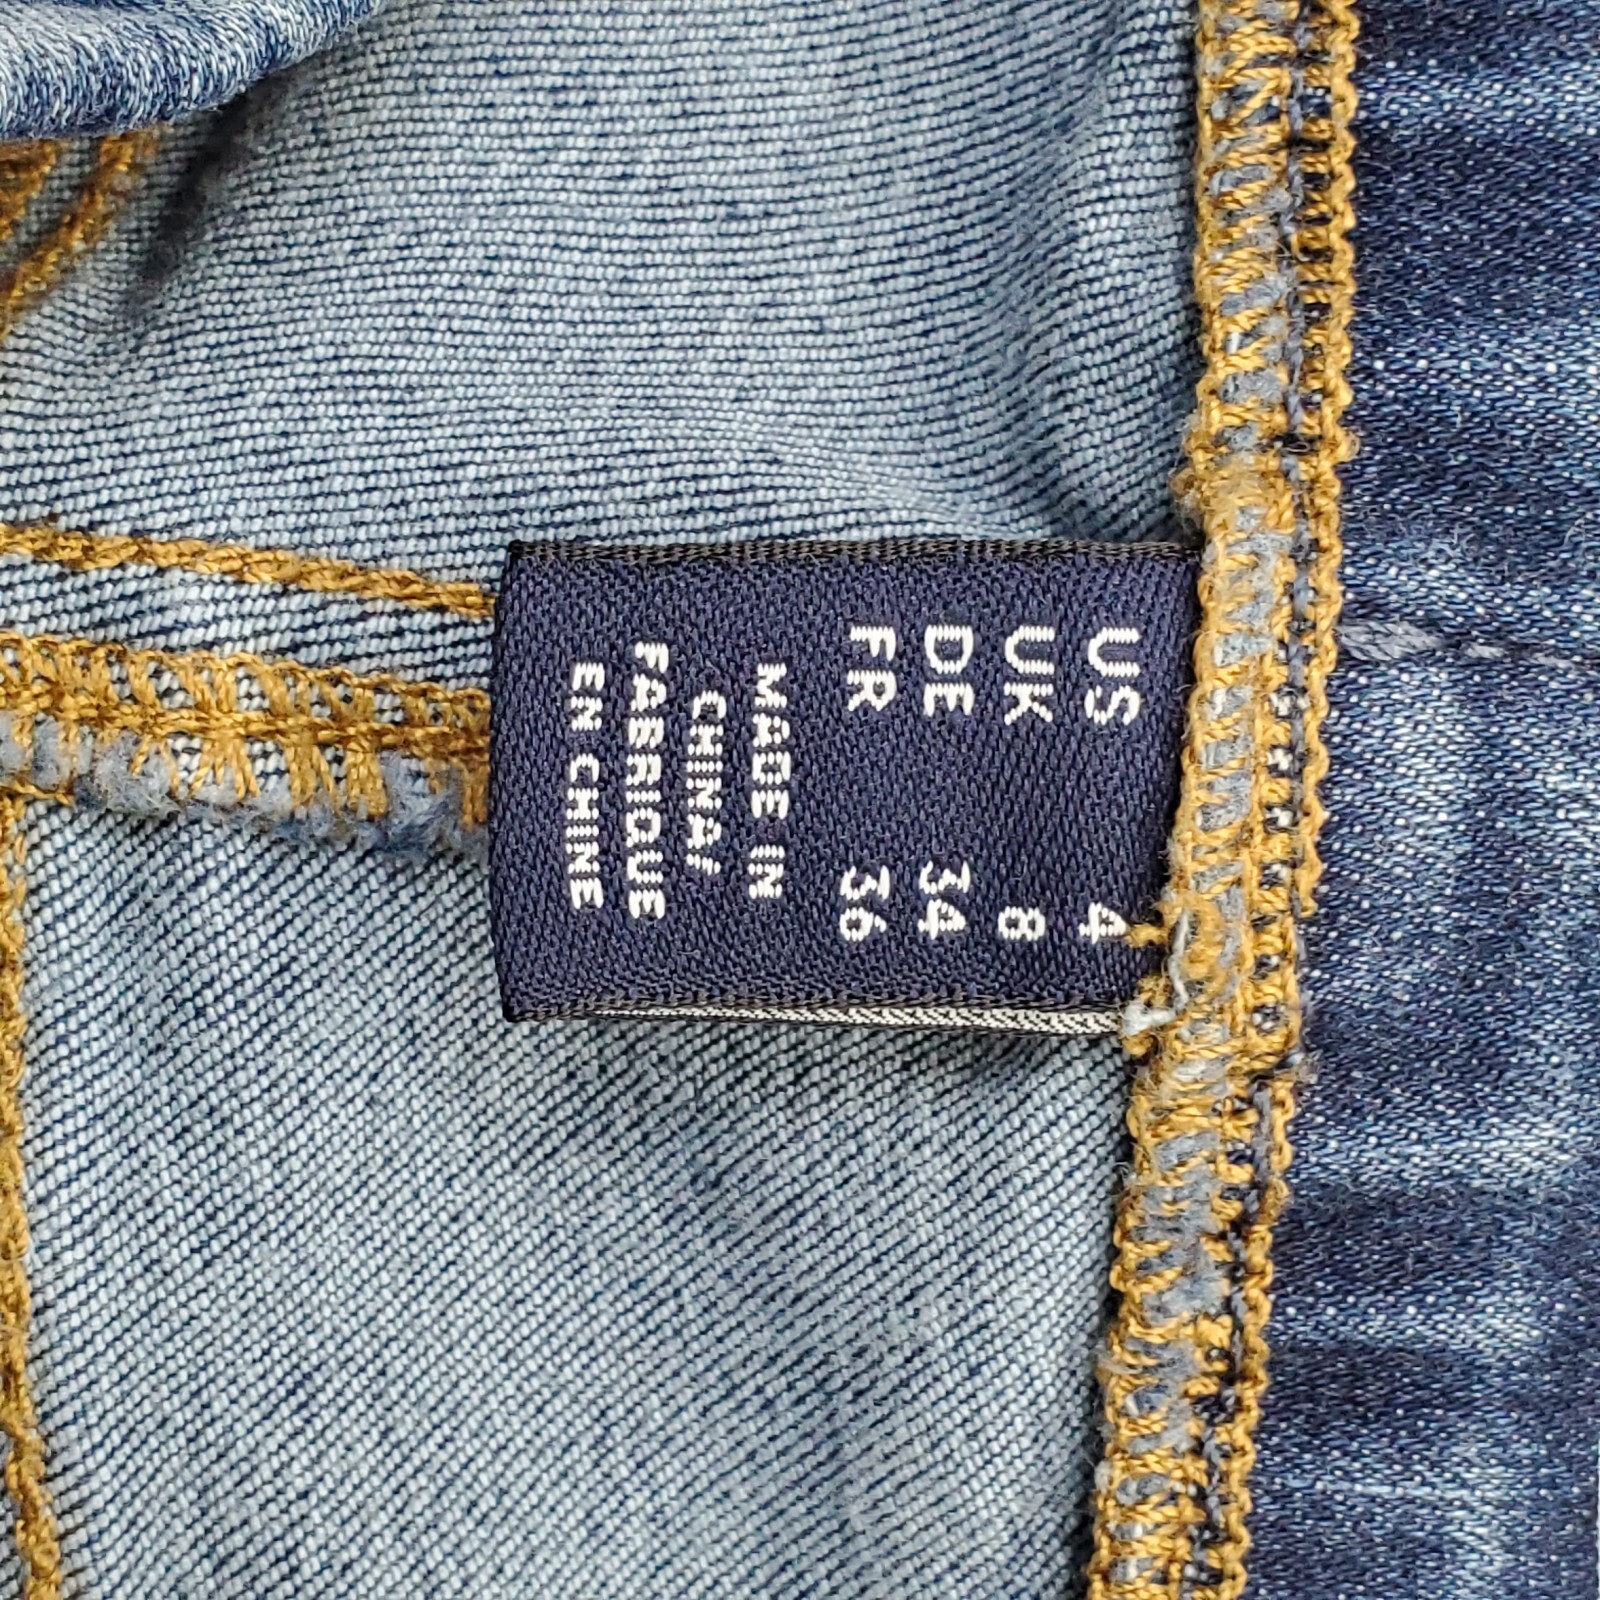 US 4
UK 8
DE 34
FR 36
MADE IN
CHINA/
FABRIQUE
EN CHINE